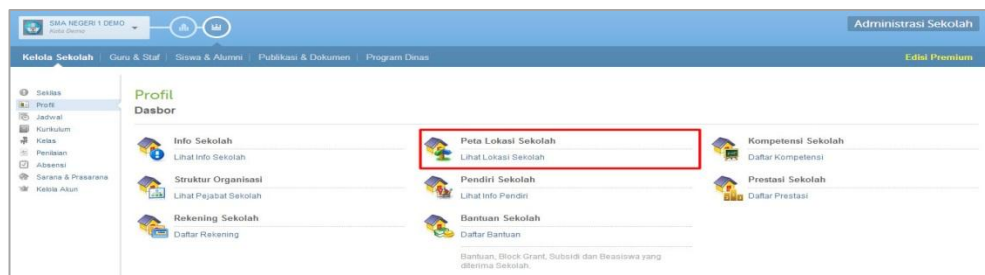 SMA NEGERI 1 DEMO
Kota Demo
Administrasi Sekolah
Kelola Sekolah | Guru & Staf | Siswa & Alumni | Publikasi & Dokumen | Program Dinas
Edisi Premium
Sekilas
Profil
Jadwal
Kurikulum
Kelas
Penilaian
Absensi
Sarana & Prasarana
Kelola Akun
Profil
Dasbor
Info Sekolah
Lihat Info Sekolah
Peta Lokasi Sekolah
Lihat Lokasi Sekolah
Kompetensi Sekolah
Daftar Kompetensi
Struktur Organisasi
Lihat Pejabat Sekolah
Pendiri Sekolah
Lihat Info Pendiri
Prestasi Sekolah
Daftar Prestasi
Rekening Sekolah
Daftar Rekening
Bantuan Sekolah
Daftar Bantuan
Bantuan, Block Grant, Subsidi dan Beasiswa yang
diterima Sekolah.